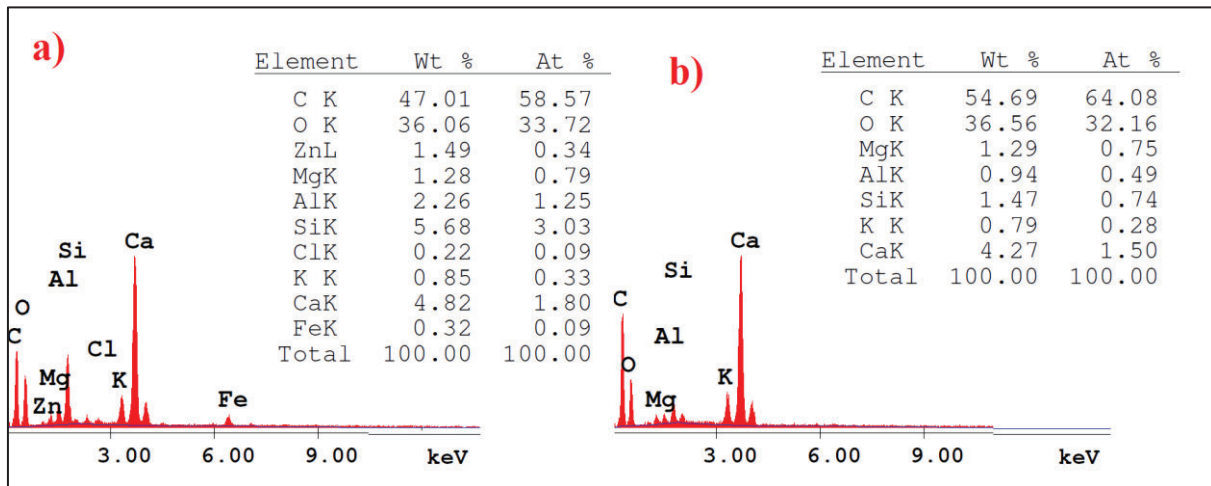 a)
Element Wt % At %
C K 47.01 58.57
O K 36.06 33.72
ZnL 1.49 0.34
MgK 1.28 0.79
AlK 2.26 1.25
SiK 5.68 3.03
ClK 0.22 0.09
K K 0.85 0.33
CaK 4.82 1.80
FeK 0.32 0.09
Total 100.00 100.00
Si Ca
Al
O
C
Cl
Mg K
Zn Fe
3.00 6.00 9.00 keV
b)
Element Wt % At %
C K 54.69 64.08
O K 36.56 32.16
MgK 1.29 0.75
AlK 0.94 0.49
SiK 1.47 0.74
K K 0.79 0.28
CaK 4.27 1.50
Total 100.00 100.00
Ca
Si
C
Al
O
K
Mg
3.00 6.00 9.00 keV